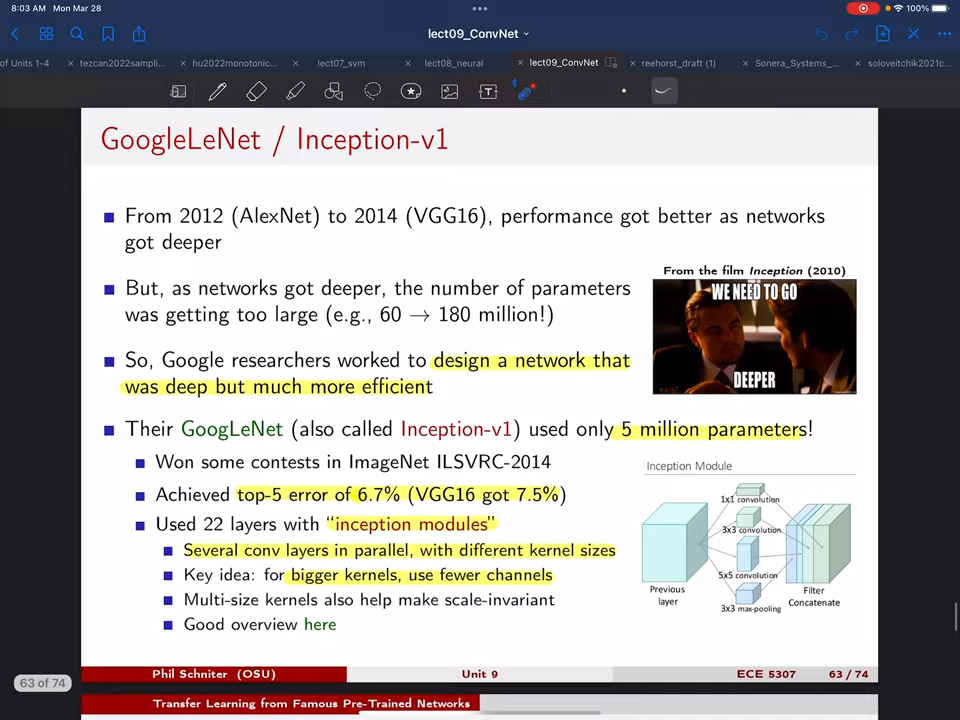 8:03 AM Mon Mar 28
100%
lect09_ConvNet
of Units 1-4
tezcan2022sampli...
hu2022monotonic...
lect07_svm
lect08_neural
lect09_ConvNet
reehorst_draft (1)
Sonera_Systems_...
soloveitchik2021c...
GoogleLeNet / Inception-v1
From 2012 (AlexNet) to 2014 (VGG16), performance got better as networks
got deeper
But, as networks got deeper, the number of parameters
was getting too large (e.g., 60 → 180 million!)
From the film Inception (2010)
WE NEED TO GO
DEEPER
So, Google researchers worked to design a network that
was deep but much more efficient
Their GoogLeNet (also called Inception-v1) used only 5 million parameters!
Won some contests in ImageNet ILSVRC-2014
Achieved top-5 error of 6.7% (VGG16 got 7.5%)
Used 22 layers with “inception modules”
Several conv layers in parallel, with different kernel sizes
Key idea: for bigger kernels, use fewer channels
Multi-size kernels also help make scale-invariant
Good overview here
Inception Module
1x1 convolution
3x3 convolution
5x5 convolution
3x3 max-pooling
Previous
layer
Filter
Concatenate
Phil Schniter (OSU)
Unit 9
ECE 5307
63 / 74
63 of 74
Transfer Learning from Famous Pre-Trained Networks